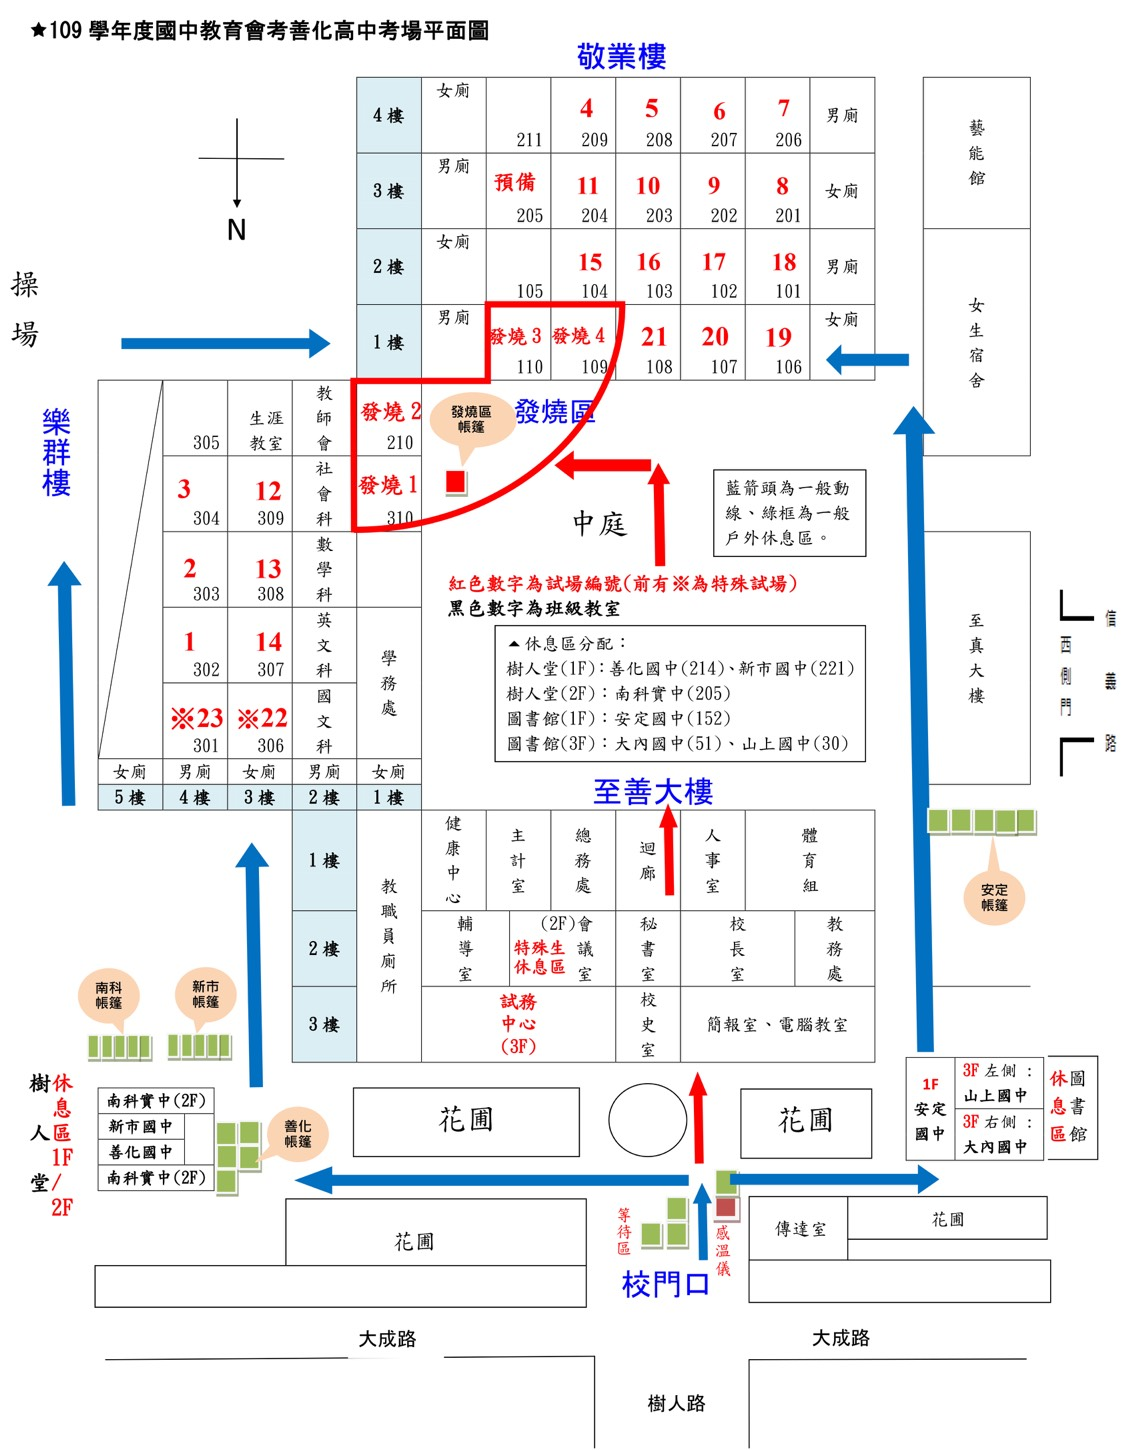 ★109 學年度國中教育會考善化高中考場平面圖
敬業樓
4樓 女廁 211 4 209 5 208 6 207 7 206 男廁
3樓 男廁 預備 205 11 204 10 203 9 202 8 201 女廁
2樓 女廁 105 15 104 16 103 17 102 18 101 男廁
1樓 男廁 發燒3 110 發燒4 109 21 108 20 107 19 106 女廁
藝能館
女生宿舍
N
操場
樂群樓
305 生涯教室 教師會 發燒2 210
3 304 12 309 社會科 發燒1 310
2 303 13 308 數學科
1 302 14 307 英文科 學務處
※23 301 ※22 306 國文科
女廁 男廁 女廁 男廁 女廁
5樓 4樓 3樓 2樓 1樓
發燒區帳篷
發燒區
中庭
藍箭頭為一般動
線、綠框為一般
戶外休息區。
紅色數字為試場編號(前有※為特殊試場)
黑色數字為班級教室
▲休息區分配：
樹人堂(1F)：善化國中(214)、新市國中(221)
樹人堂(2F)：南科實中(205)
圖書館(1F)：安定國中(152)
圖書館(3F)：大內國中(51)、山上國中(30)
至真大樓
西側門
信義路
至善大樓
1樓 教職員廁所 健康中心 主計室 總務處 迴廊 人事室 體育組
2樓 輔導室 (2F)會議室 特殊生休息區 秘書室 校長室 教務處
3樓 試務中心(3F) 校史室 簡報室、電腦教室
安定帳篷
南科帳篷
新市帳篷
樹人堂
休息區1F/2F
南科實中(2F)
新市國中
善化國中
南科實中(2F)
善化帳篷
花圃
花圃
1F
安定國中
3F 左側：
山上國中
3F 右側：
大內國中
休息區
圖書館
等待區
感溫儀
校門口
花圃
傳達室
花圃
大成路
大成路
樹人路